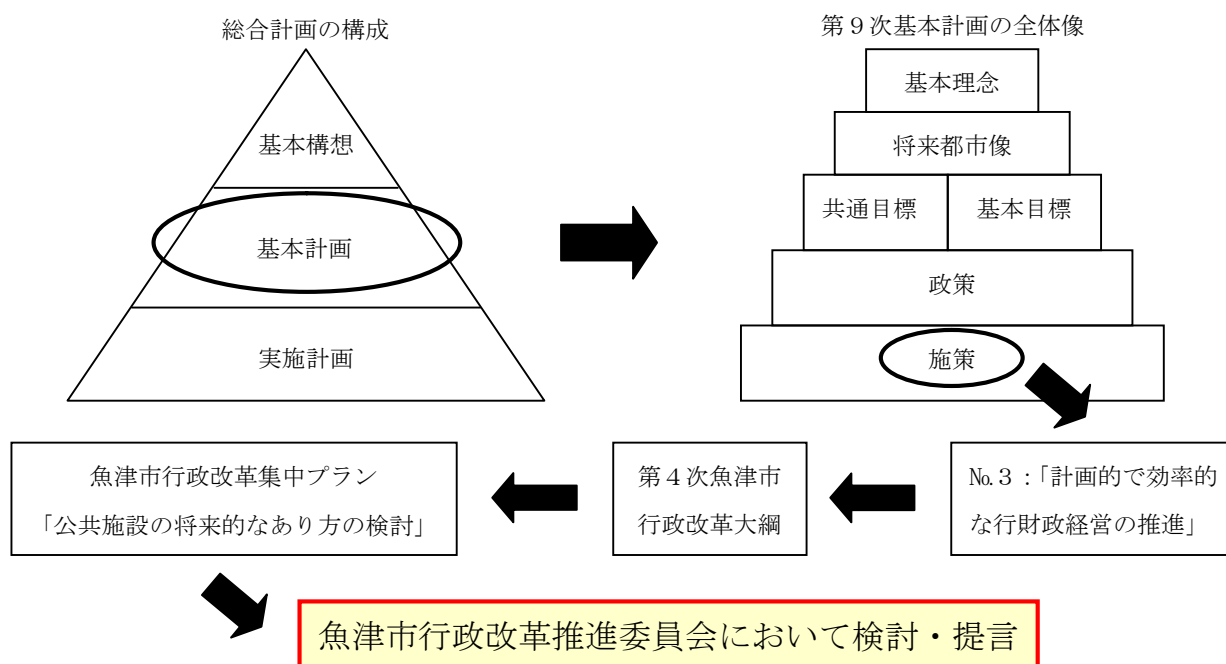 総合計画の構成
第９次基本計画の全体像
基本構想
基本計画
実施計画
基本理念
将来都市像
共通目標
基本目標
政策
施策
№３：「計画的で効率的
な行財政経営の推進」
第４次魚津市
行政改革大綱
魚津市行政改革集中プラン
「公共施設の将来的なあり方の検討」
魚津市行政改革推進委員会において検討・提言